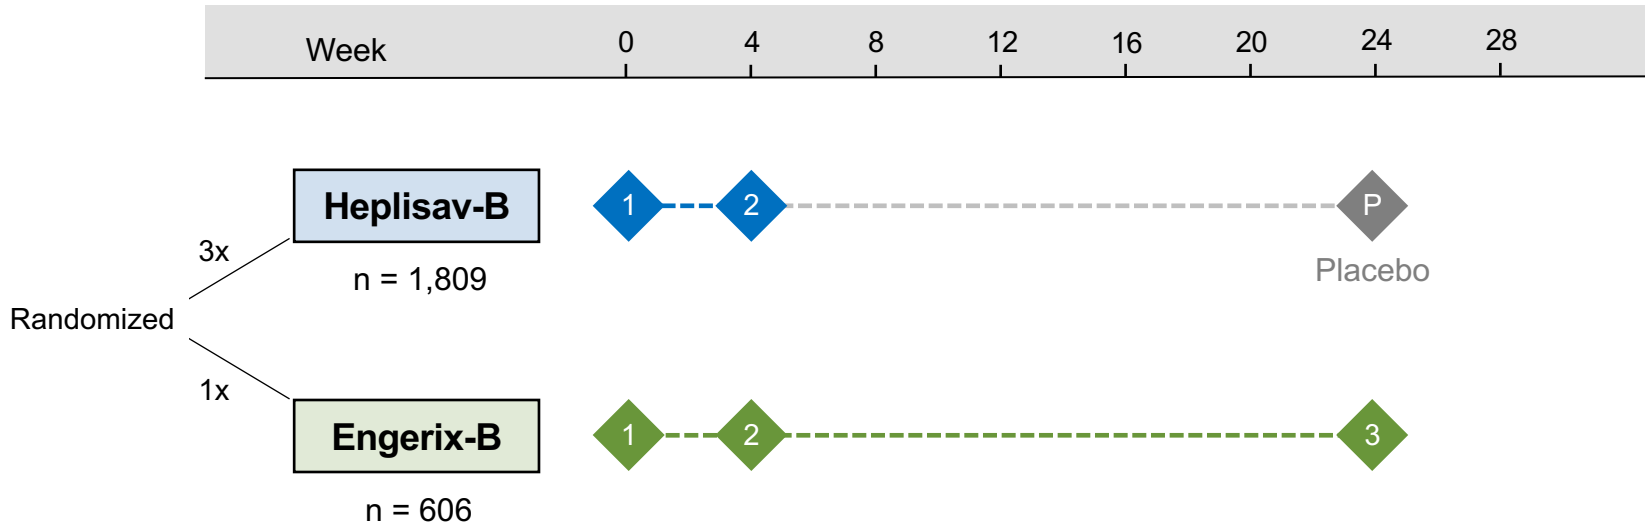 Week 0 4 8 12 16 20 24 28
Heplisav-B 1 2 P
3x
n = 1,809 Placebo
Randomized
1x
Engerix-B 1 2 3
n = 606